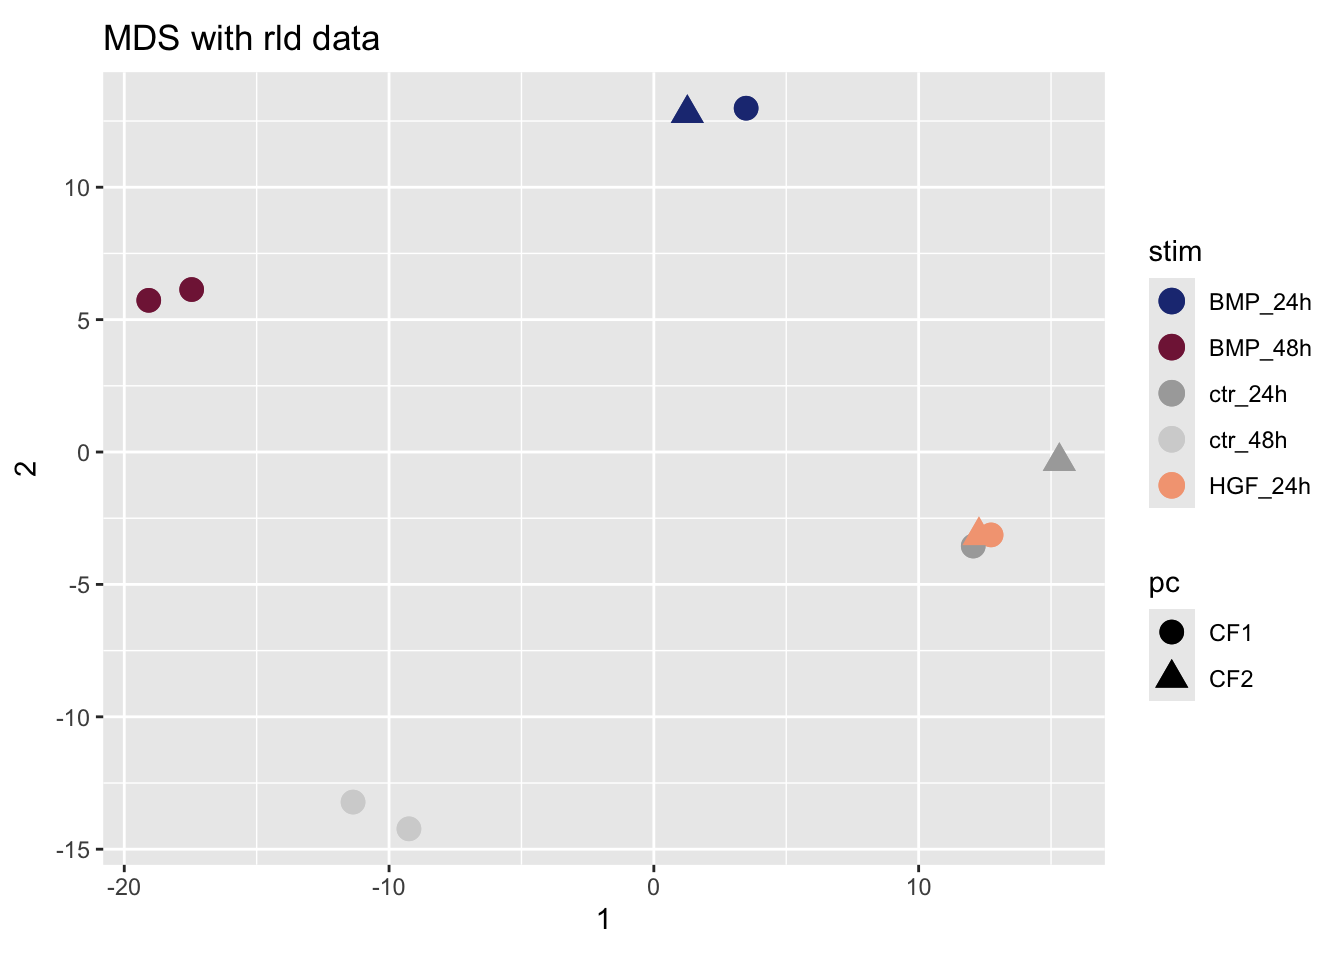 MDS with rld data
10
5
0
-5
-10
-15
2
-20
-10
0
10
1
stim
BMP_24h
BMP_48h
ctr_24h
ctr_48h
HGF_24h
pc
CF1
CF2